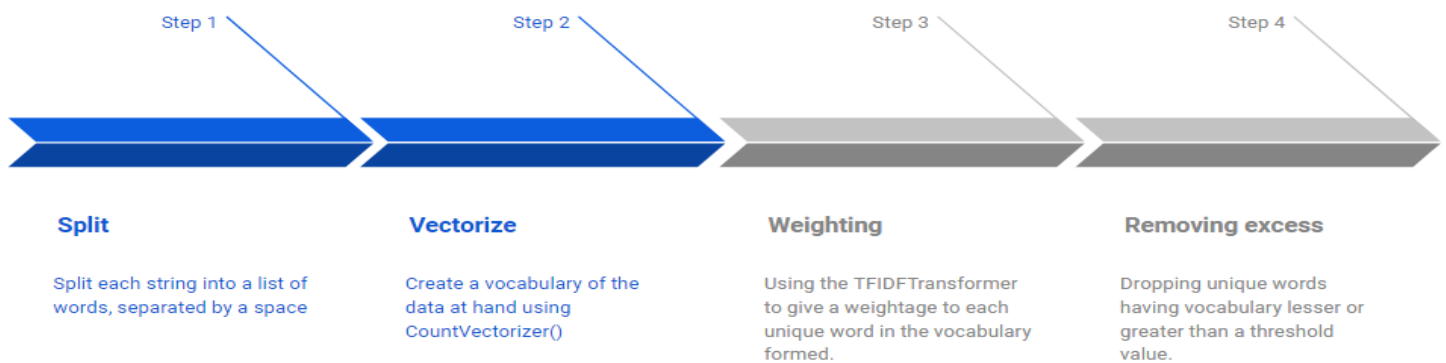 Step 1
Step 2
Step 3
Step 4
Split
Vectorize
Weighting
Removing excess
Split each string into a list of
words, separated by a space
Create a vocabulary of the
data at hand using
CountVectorizer()
Using the TFIDFTransformer
to give a weightage to each
unique word in the vocabulary
formed.
Dropping unique words
having vocabulary lesser or
greater than a threshold
value.